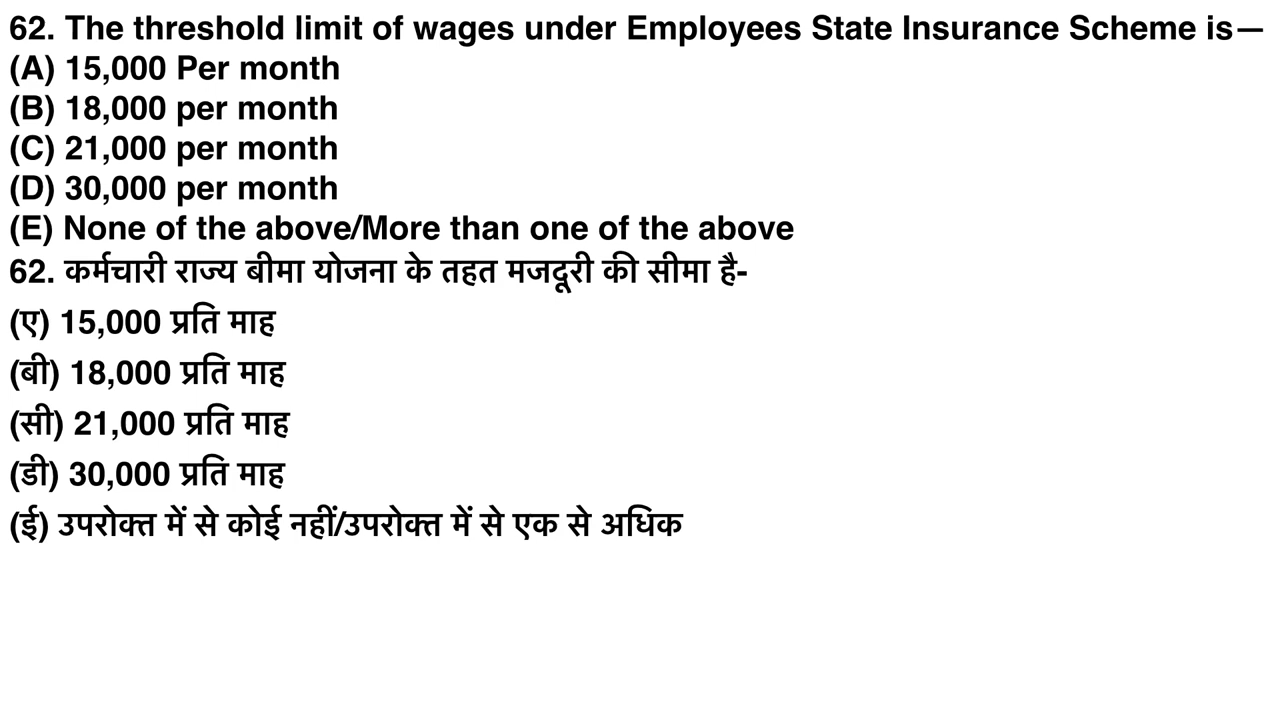 62. The threshold limit of wages under Employees State Insurance Scheme is—
(A) 15,000 Per month
(B) 18,000 per month
(C) 21,000 per month
(D) 30,000 per month
(E) None of the above/More than one of the above
62. कर्मचारी राज्य बीमा योजना के तहत मजदूरी की सीमा है-
(ए) 15,000 प्रति माह
(बी) 18,000 प्रति माह
(सी) 21,000 प्रति माह
(डी) 30,000 प्रति माह
(ई) उपरोक्त में से कोई नहीं/उपरोक्त में से एक से अधिक